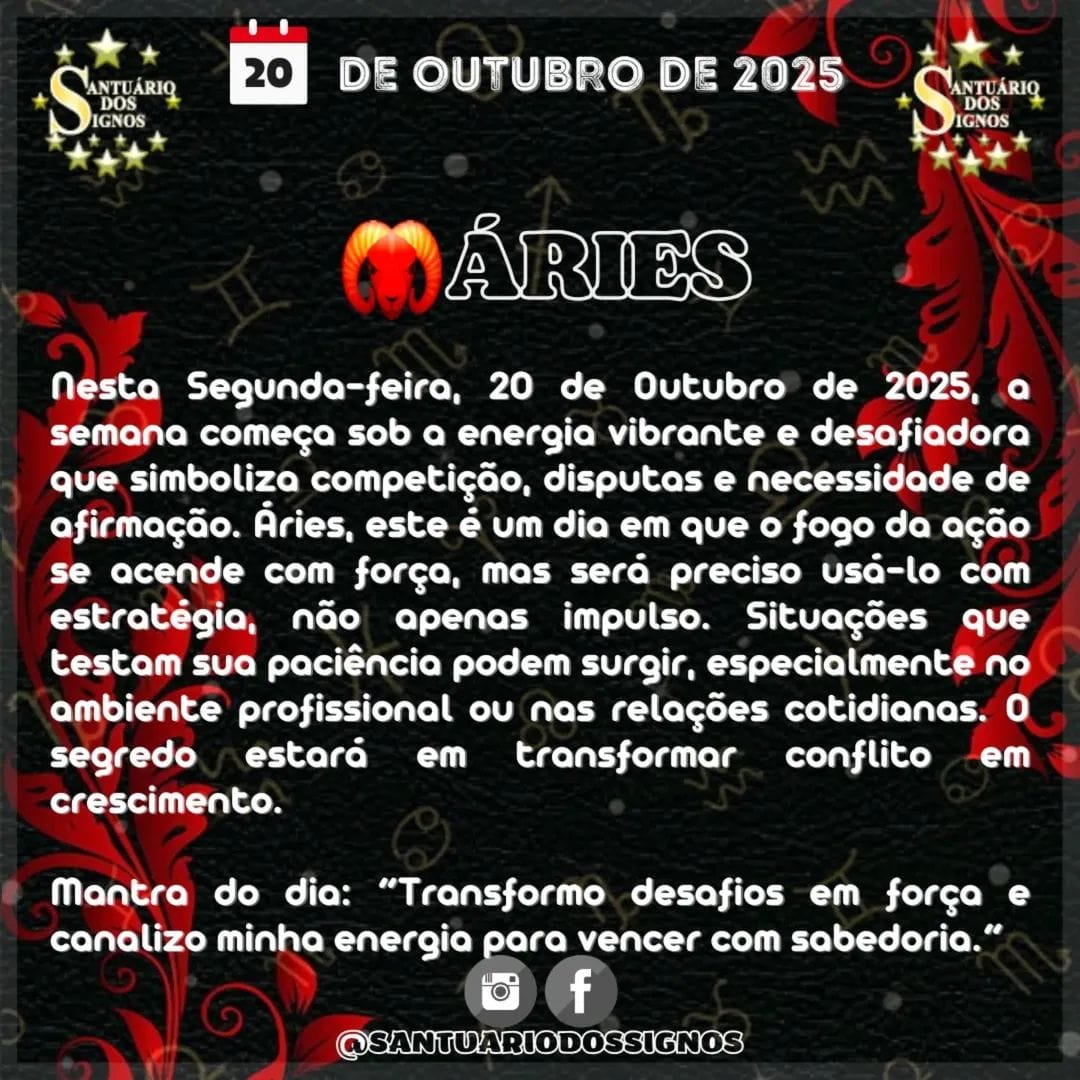 SANTUÁRIO
DOS
SIGNOS
20 DE OUTUBRO DE 2025
SANTUÁRIO
DOS
SIGNOS
ÁRIES
Nesta Segunda-feira, 20 de Outubro de 2025, a
semana começa sob a energia vibrante e desafiadora
que simboliza competição, disputas e necessidade de
afirmação. Áries, este é um dia em que o fogo da ação
se acende com força, mas será preciso usá-lo com
estratégia, não apenas impulso. Situações que
testam sua paciência podem surgir, especialmente no
ambiente profissional ou nas relações cotidianas. O
segredo estará em transformar conflito em
crescimento.
Mantra do dia: “Transformo desafios em força e
canalizo minha energia para vencer com sabedoria.”
@SANTUARIODOSSIGNOS